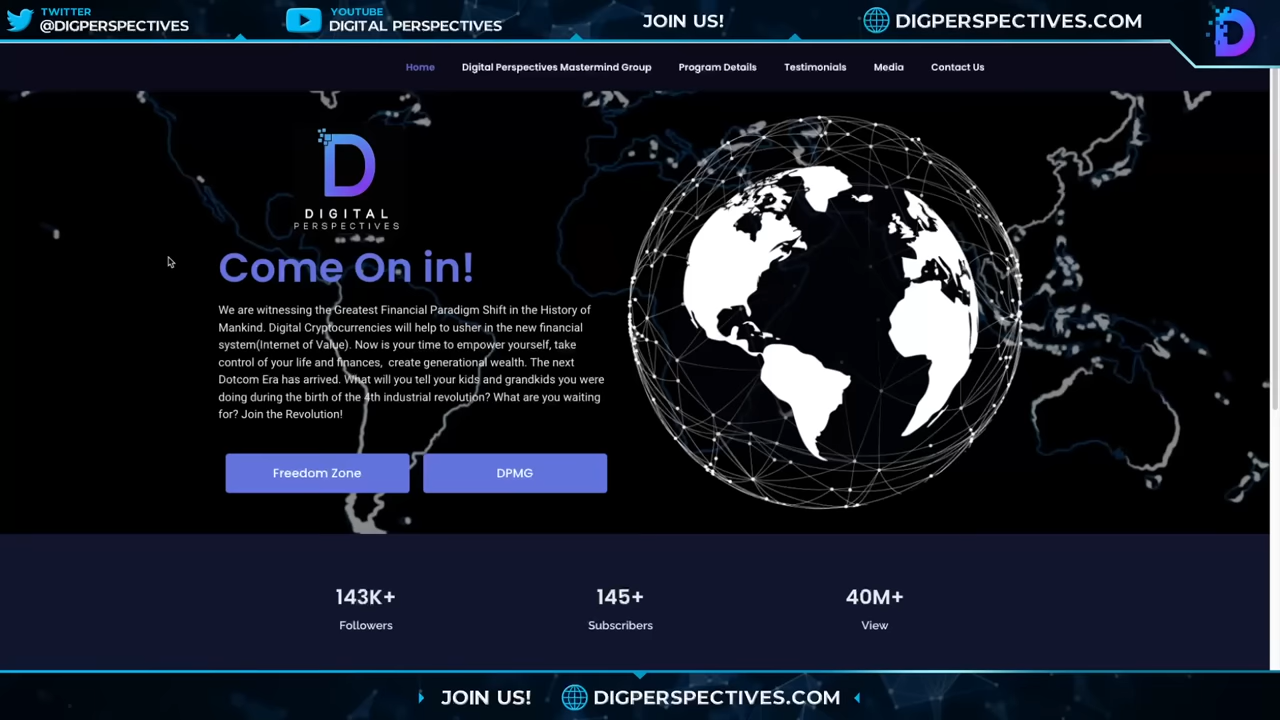 TWITTER
@DIGPERSPECTIVES
YOUTUBE
DIGITAL PERSPECTIVES
JOIN US!
DIGPERSPECTIVES.COM
Home
Digital Perspectives Mastermind Group
Program Details
Testimonials
Media
Contact Us
DIGITAL
PERSPECTIVES
Come On in!
We are witnessing the Greatest Financial Paradigm Shift in the History of
Mankind. Digital Cryptocurrencies will help to usher in the new financial
system(Internet of Value). Now is your time to empower yourself, take
control of your life and finances,  create generational wealth. The next
Dotcom Era has arrived. What will you tell your kids and grandkids you were
doing during the birth of the 4th industrial revolution? What are you waiting
for? Join the Revolution!
Freedom Zone
DPMG
143K+
Followers
145+
Subscribers
40M+
View
JOIN US!
DIGPERSPECTIVES.COM